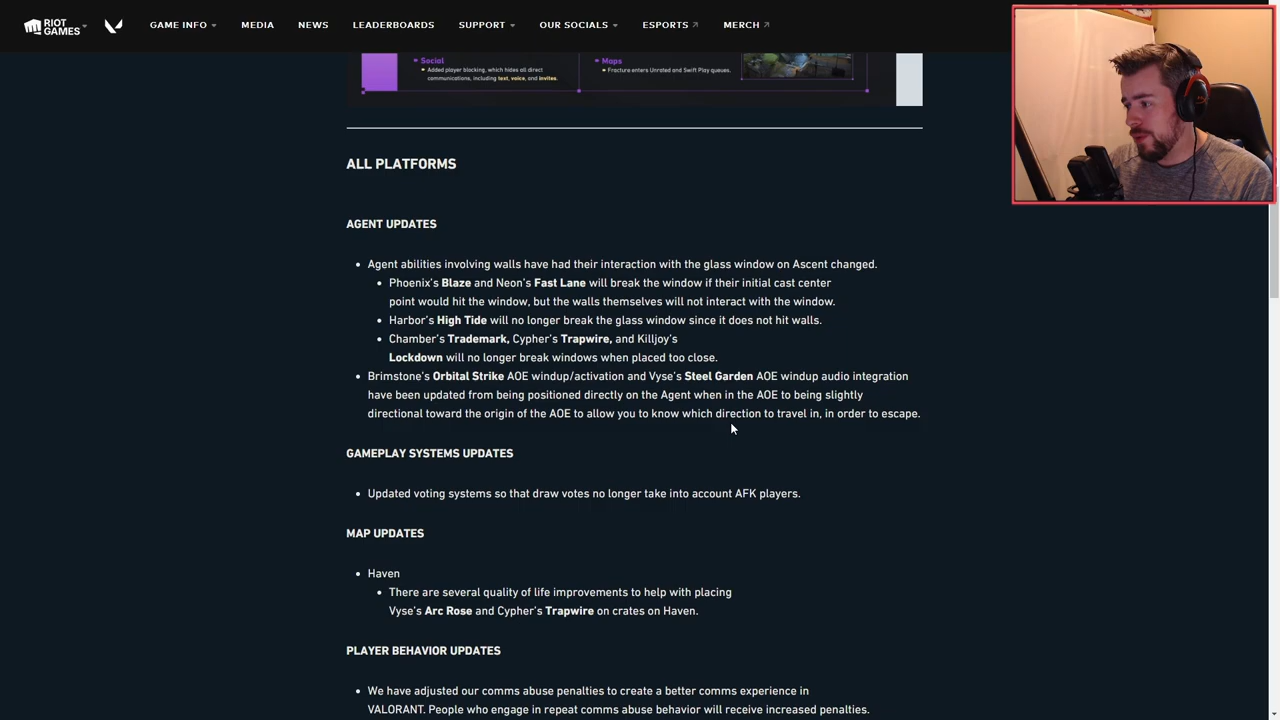 RIOT GAMES GAME INFO MEDIA NEWS LEADERBOARDS SUPPORT OUR SOCIALS ESPORTS MERCH
Social
Added player blocking, which hides all direct
communications, including text, voice, and invites.
Maps
Fracture enters Unrated and Swift Play queues.
ALL PLATFORMS
AGENT UPDATES
Agent abilities involving walls have had their interaction with the glass window on Ascent changed.
Phoenix's Blaze and Neon's Fast Lane will break the window if their initial cast center
point would hit the window, but the walls themselves will not interact with the window.
Harbor's High Tide will no longer break the glass window since it does not hit walls.
Chamber's Trademark, Cypher's Trapwire, and Killjoy's
Lockdown will no longer break windows when placed too close.
Brimstone's Orbital Strike AOE windup/activation and Vyse's Steel Garden AOE windup audio integration
have been updated from being positioned directly on the Agent when in the AOE to being slightly
directional toward the origin of the AOE to allow you to know which direction to travel in, in order to escape.
GAMEPLAY SYSTEMS UPDATES
Updated voting systems so that draw votes no longer take into account AFK players.
MAP UPDATES
Haven
There are several quality of life improvements to help with placing
Vyse's Arc Rose and Cypher's Trapwire on crates on Haven.
PLAYER BEHAVIOR UPDATES
We have adjusted our comms abuse penalties to create a better comms experience in
VALORANT. People who engage in repeat comms abuse behavior will receive increased penalties.